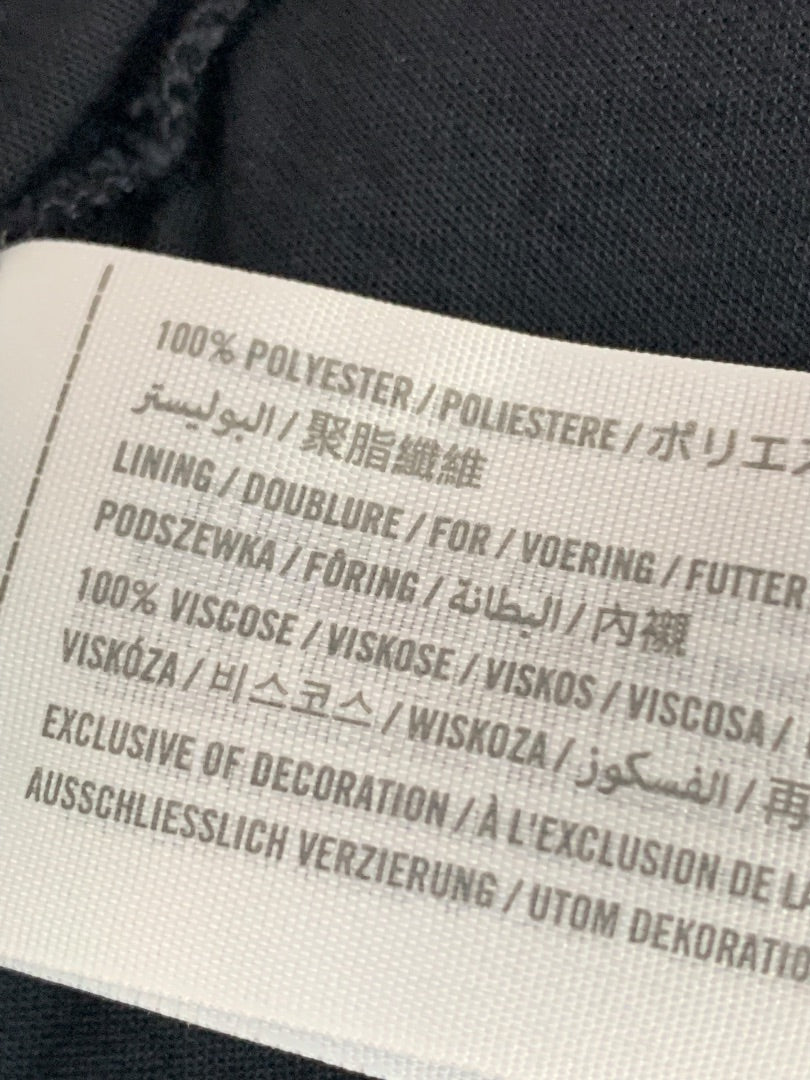 100% POLYESTER / POLIESTERE / ポリエス
البوليستر / 聚脂纖維
LINING / DOUBLURE / FOR / VOERING / FUTTER
PODSZEWKA / FÔRING / البطانة / 內襯
100% VISCOSE / VISKOSE / VISKOS / VISCOSA /
VISKÓZA / 비스코스 / WISKOZA / الفسكوز / 再
EXCLUSIVE OF DECORATION / À L'EXCLUSION DE LA
AUSSCHLIESSLICH VERZIERUNG / UTOM DEKORATIO